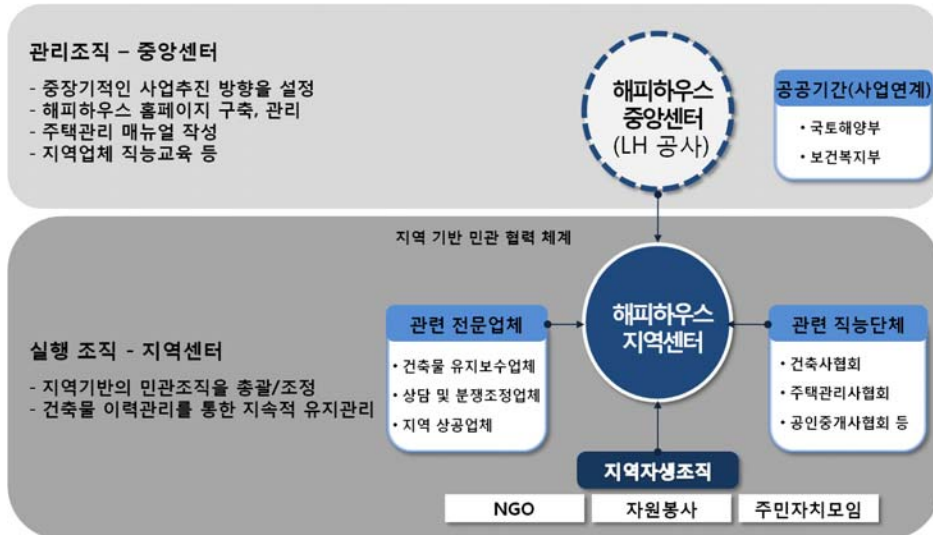 관리조직 – 중앙센터
- 중장기적인 사업추진 방향을 설정
- 해피하우스 홈페이지 구축, 관리
- 주택관리 매뉴얼 작성
- 지역업체 직능교육 등
해피하우스
중앙센터
(LH 공사)
공공기간(사업연계)
• 국토해양부
• 보건복지부
지역 기반 민관 협력 체계
실행 조직 - 지역센터
- 지역기반의 민관조직을 총괄/조정
- 건축물 이력관리를 통한 지속적 유지관리
관련 전문업체
• 건축물 유지보수업체
• 상담 및 분쟁조정업체
• 지역 상공업체
해피하우스
지역센터
관련 직능단체
• 건축사협회
• 주택관리사협회
• 공인중개사협회 등
지역자생조직
NGO
자원봉사
주민자치모임